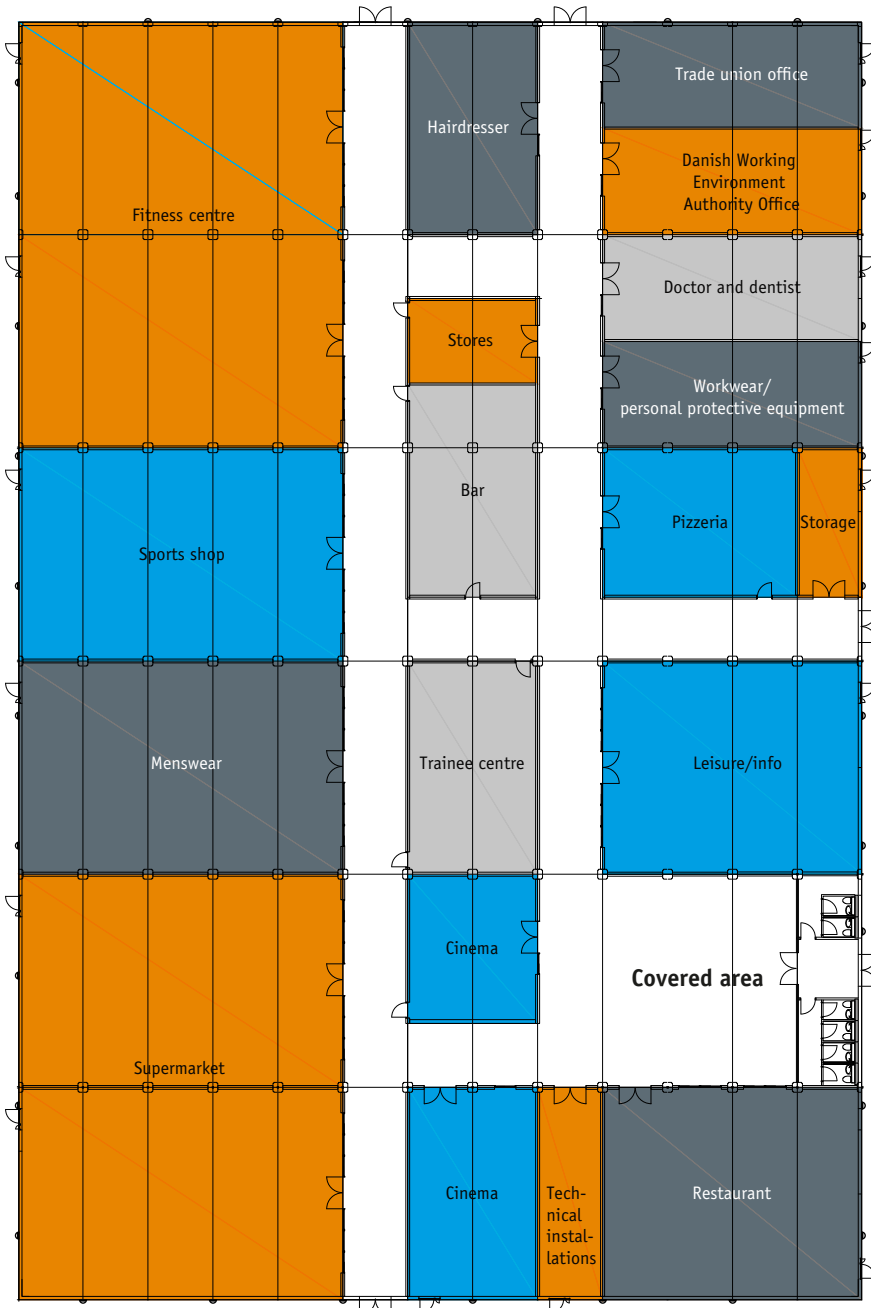 Trade union office
Hairdresser
Danish Working
Environment
Authority Office
Fitness centre
Doctor and dentist
Stores
Workwear/
personal protective equipment
Bar
Pizzeria
Storage
Sports shop
Menswear
Trainee centre
Leisure/info
Cinema
Covered area
Supermarket
Cinema
Tech-
nical
instal-
lations
Restaurant